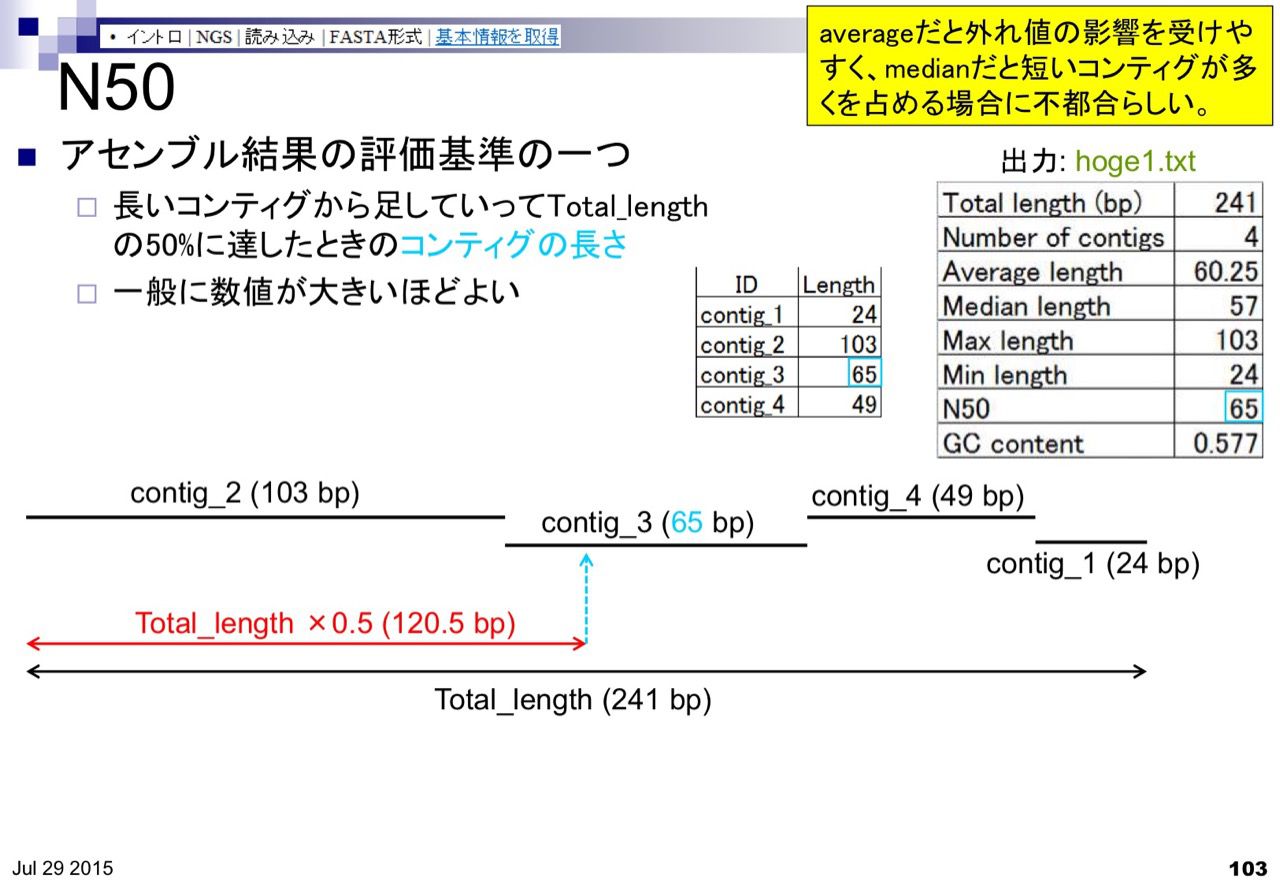 • イントロ | NGS | 読み込み | FASTA形式 | 基本情報を取得
averageだと外れ値の影響を受けや
すく、medianだと短いコンティグが多
くを占める場合に不都合らしい。
N50
アセンブル結果の評価基準の一つ
長いコンティグから足していってTotal_length
の50%に達したときのコンティグの長さ
一般に数値が大きいほどよい
ID Length
contig_1 24
contig_2 103
contig_3 65
contig_4 49
出力: hoge1.txt
Total length (bp) 241
Number of contigs 4
Average length 60.25
Median length 57
Max length 103
Min length 24
N50 65
GC content 0.577
contig_2 (103 bp)
contig_3 (65 bp)
contig_4 (49 bp)
contig_1 (24 bp)
Total_length ×0.5 (120.5 bp)
Total_length (241 bp)
Jul 29 2015
103